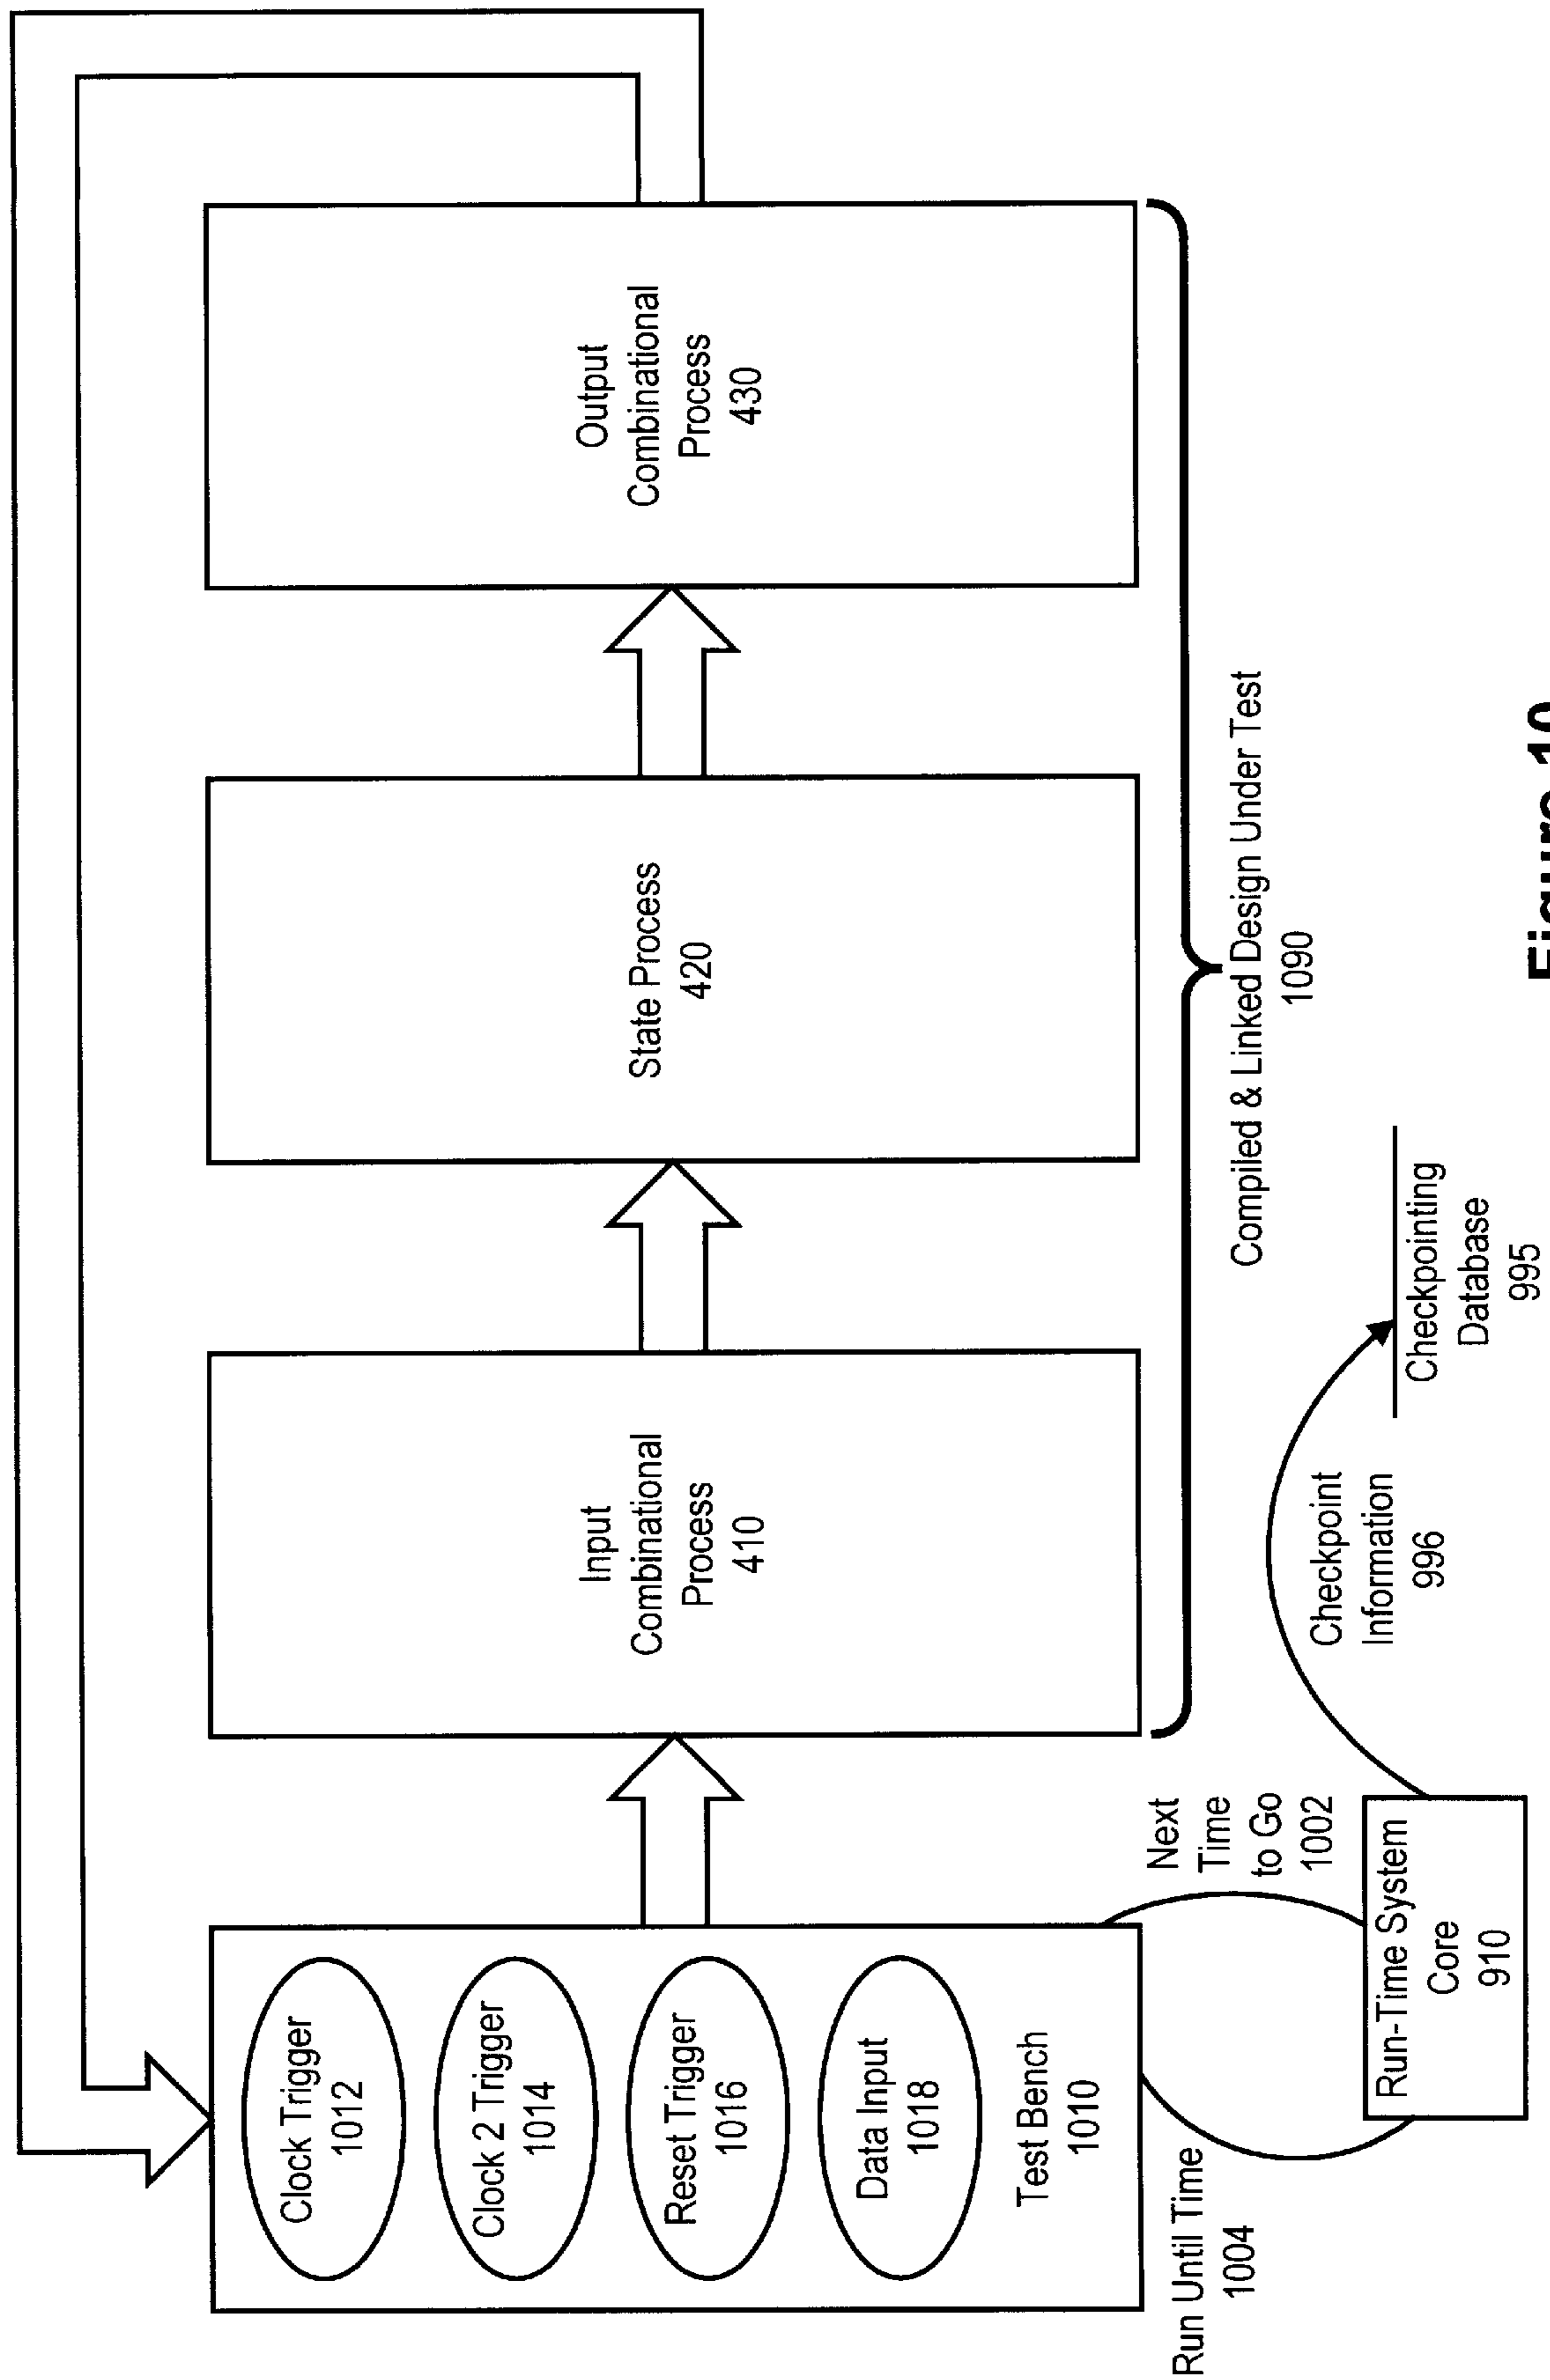 Clock Trigger
1012
Clock 2 Trigger
1014
Reset Trigger
1016
Data Input
1018
Test Bench
1010
Input
Combinational
Process
410
State Process
420
Output
Combinational
Process
430
Compiled & Linked Design Under Test
1090
Run Until Time
1004
Next
Time
to Go
1002
Run-Time System
Core
910
Checkpoint
Information
996
Checkpointing
Database
995
Figure 10